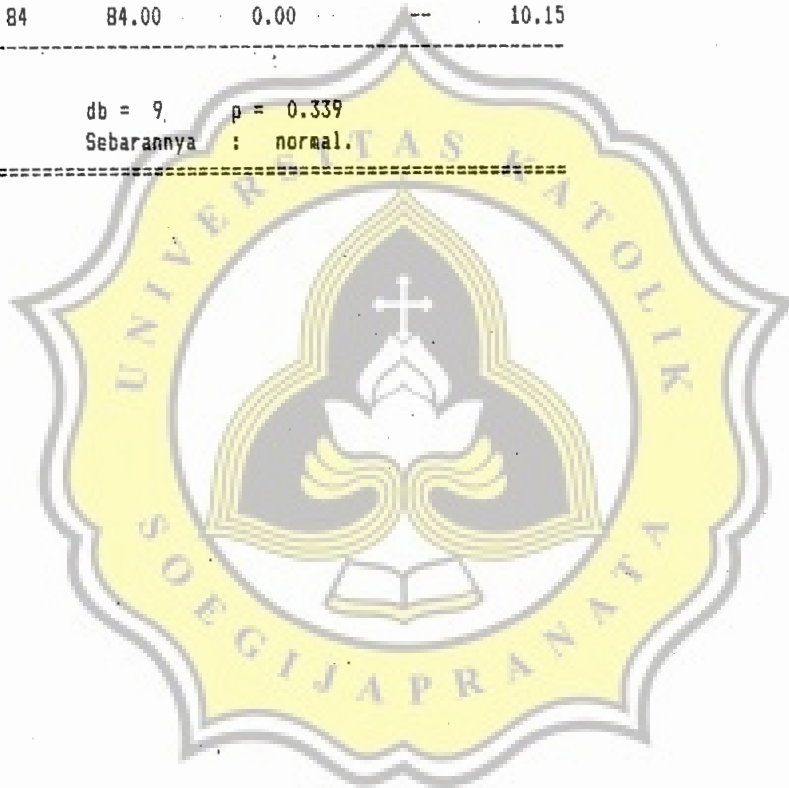 84 84.00 0.00 -- 10.15
db = 9 p = 0.339
Sebarannya : normal.
UNIVERSITAS KATOLIK
SOEGIJAPRANATA